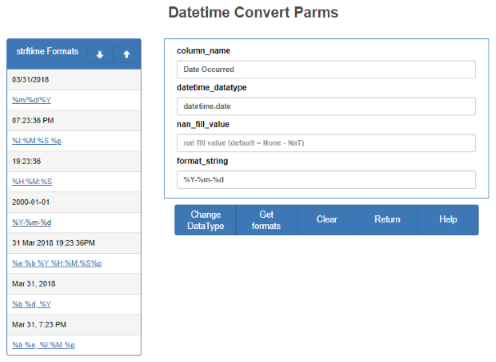 Datetime Convert Parms
strftime Formats
03/31/2018
%m/%d/%Y
07:23:36 PM
%I:%M:%S %p
19:23:36
%H:%M:%S
2000-01-01
%Y-%m-%d
31 Mar 2018 19:23:36PM
%e %b %Y %H:%M:%S%p
Mar 31, 2018
%b %d, %Y
Mar 31, 7:23 PM
%b %e, %I:%M %p
column_name
Date Occurred
datetime_datatype
datetime.date
nan_fill_value
nat fill value (default = None - NaT)
format_string
%Y-%m-%d
Change
DataType
Get
formats
Clear
Return
Help